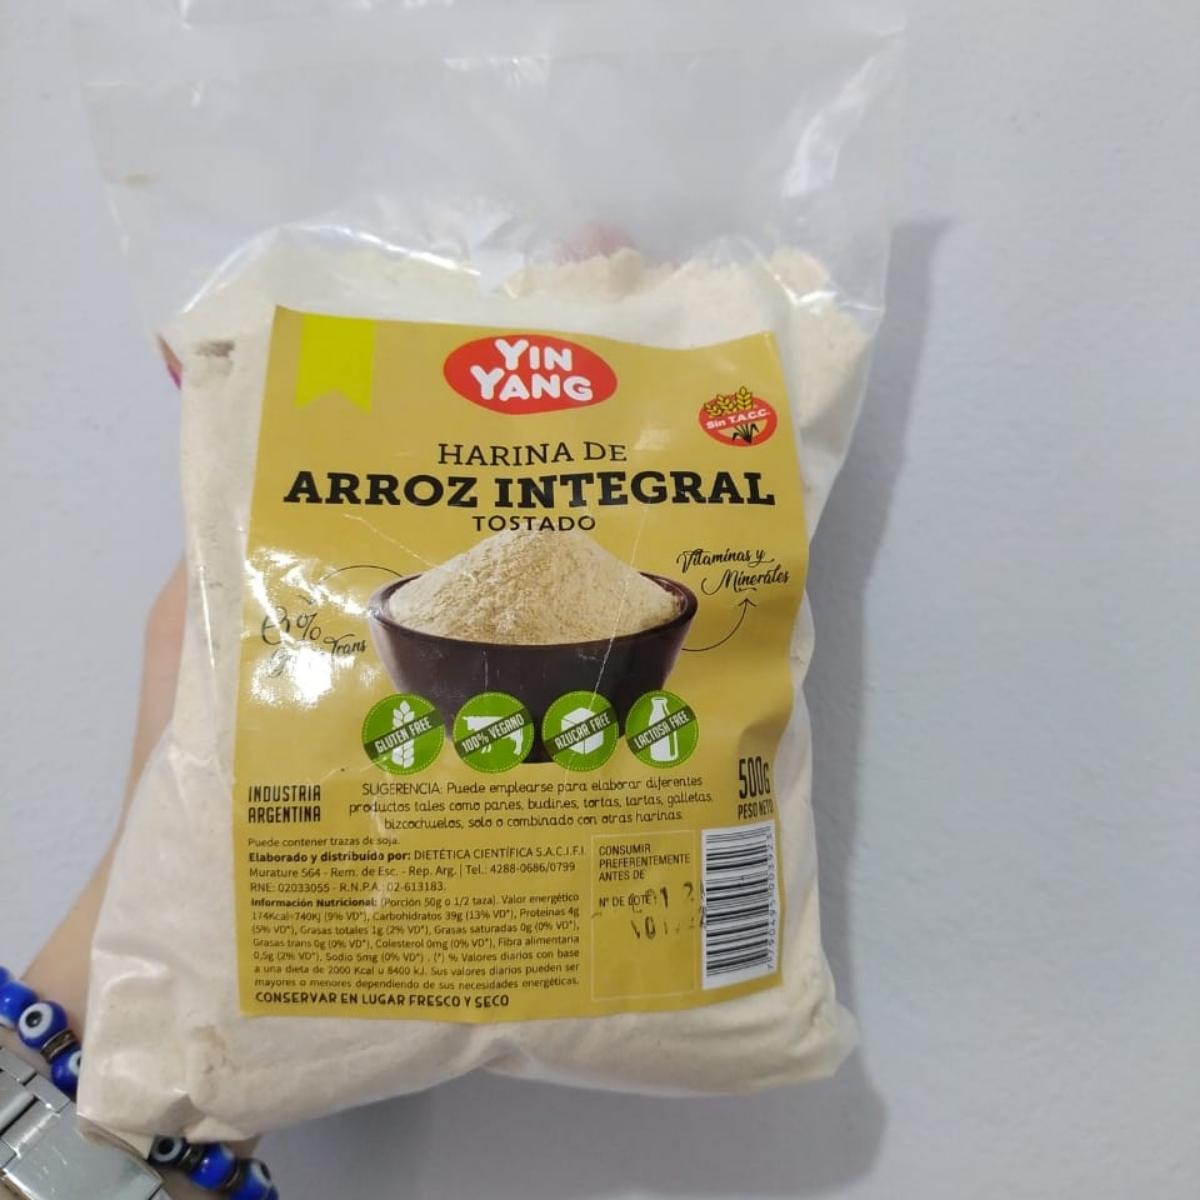 YIN
YANG
Sin T.A.C.C.
HARINA DE
ARROZ INTEGRAL
TOSTADO
Vitaminas y
Minerales
0%
Trans
GLUTEN FREE
100% VEGANO
AZUCAR FREE
LACTOSA FREE
INDUSTRIA
ARGENTINA
SUGERENCIA: Puede emplearse para elaborar diferentes
productos tales como panes, budines, tortas, tartas, galletas,
bizcochuelos, solo o combinado con otras harinas.
500G
PESO NETO
Puede contener trazas de soja.
Elaborado y distribuido por: DIETÉTICA CIENTÍFICA S.A.C.I.F.I.
Murature 564 - Rem. de Esc. - Rep. Arg. | Tel.: 4288-0686/0799
RNE: 02033055 - R.N.P.A.: 02-613183.
Información Nutricional: (Porción 50g o 1/2 taza). Valor energético
174Kcal=740Kj (9% VD*), Carbohidratos 39g (13% VD*), Proteínas 4g
(5% VD*), Grasas totales 1g (2% VD*), Grasas saturadas 0g (0% VD*),
Grasas trans 0g (0% VD*), Colesterol 0mg (0% VD*), Fibra alimentaria
0,5g (2% VD*), Sodio 5mg (0% VD*) . (*) % Valores diarios con base
a una dieta de 2000 Kcal u 8400 kJ. Sus valores diarios pueden ser
mayores o menores dependiendo de sus necesidades energéticas.
CONSERVAR EN LUGAR FRESCO Y SECO
CONSUMIR
PREFERENTEMENTE
ANTES DE
N° DE LOTE: